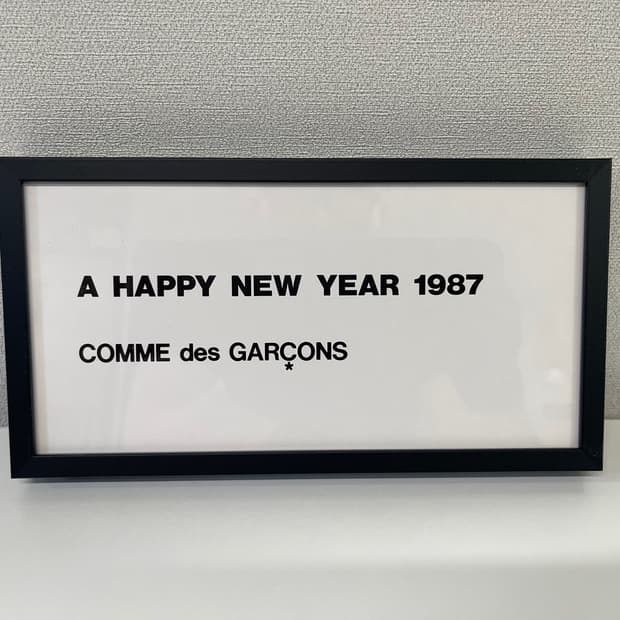 A HAPPY NEW YEAR 1987
COMME des GARÇONS
*